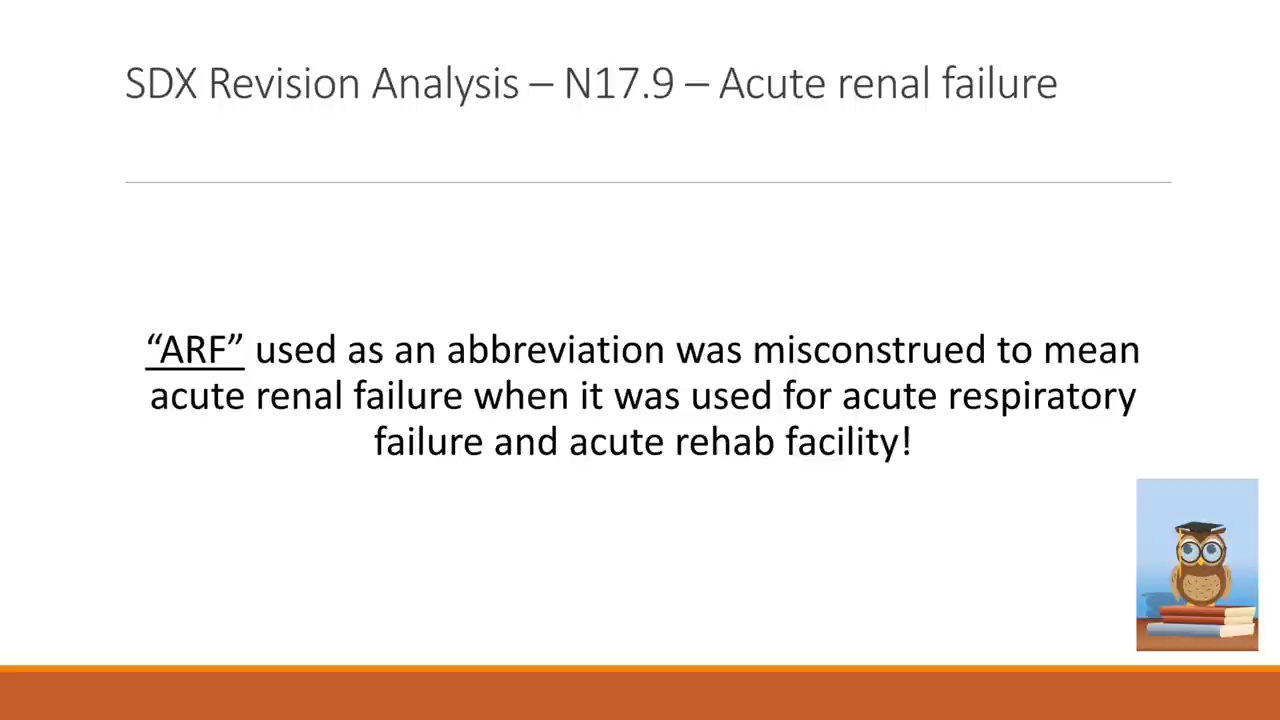 SDX Revision Analysis – N17.9 – Acute renal failure
“ARF” used as an abbreviation was misconstrued to mean
acute renal failure when it was used for acute respiratory
failure and acute rehab facility!